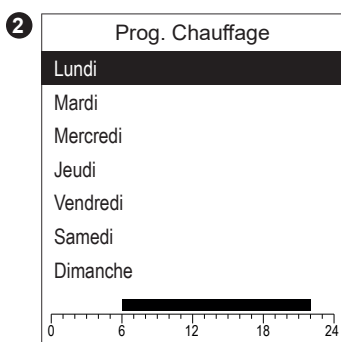 2
Prog. Chauffage
Lundi
Mardi
Mercredi
Jeudi
Vendredi
Samedi
Dimanche
0 6 12 18 24